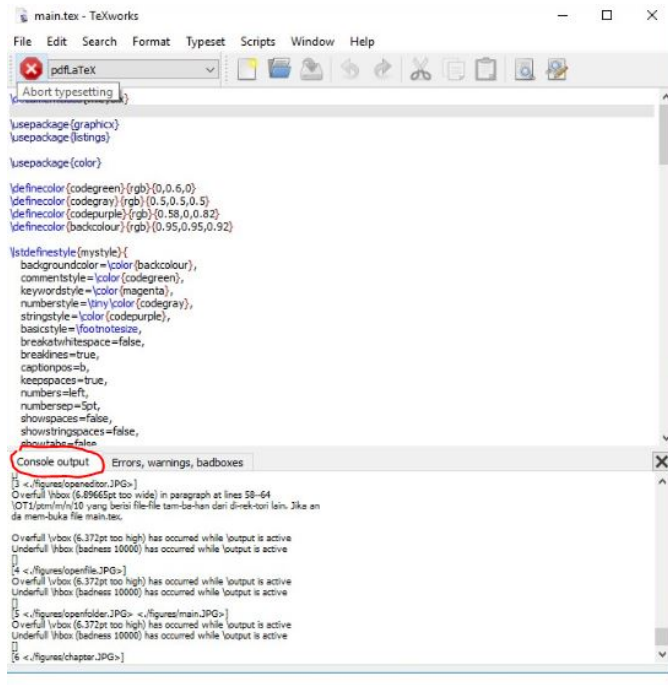 main.tex - TeXworks
File Edit Search Format Typeset Scripts Window Help
pdfLaTeX
Abort typesetting
\usepackage{graphicx}
\usepackage{listings}
\usepackage{color}
\definecolor{codegreen}{rgb}{0,0.6,0}
\definecolor{codegray}{rgb}{0.5,0.5,0.5}
\definecolor{codepurple}{rgb}{0.58,0,0.82}
\definecolor{backcolour}{rgb}{0.95,0.95,0.92}
\lstdefinestyle{mystyle}{
backgroundcolor=\color{backcolour},
commentstyle=\color{codegreen},
keywordstyle=\color{magenta},
numberstyle=\tiny\color{codegray},
stringstyle=\color{codepurple},
basicstyle=\footnotesize,
breakatwhitespace=false,
breaklines=true,
captionpos=b,
keepspaces=true,
numbers=left,
numbersep=5pt,
showspaces=false,
showstringspaces=false,
showtabs=false
Console output Errors, warnings, badboxes
[]
[3 <./figures/openeditor.JPG>]
Overfull \hbox (6.89665pt too wide) in paragraph at lines 58--64
\OT1/ptm/m/n/10 yang berisi file-file tam-ba-han dari di-rek-tori lain. Jika an
da mem-buka file main.tex,
Overfull \vbox (6.372pt too high) has occurred while \output is active
Underfull \hbox (badness 10000) has occurred while \output is active
[]
[4 <./figures/openfile.JPG>]
Overfull \vbox (6.372pt too high) has occurred while \output is active
Underfull \hbox (badness 10000) has occurred while \output is active
[]
[5 <./figures/openfolder.JPG> <./figures/main.JPG>]
Overfull \vbox (6.372pt too high) has occurred while \output is active
Underfull \hbox (badness 10000) has occurred while \output is active
[]
[6 <./figures/chapter.JPG>]